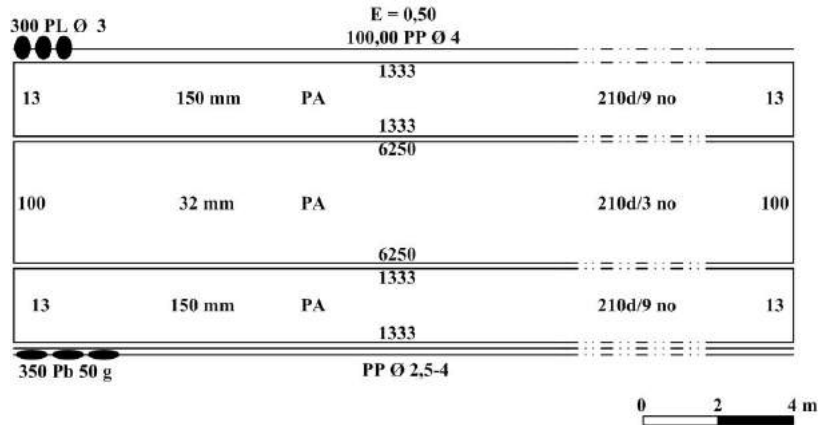 E = 0,50
300 PL Ø 3
100,00 PP Ø 4
1333
13 150 mm PA 210d/9 no 13
1333
6250
100 32 mm PA 210d/3 no 100
6250
1333
13 150 mm PA 210d/9 no 13
1333
350 Pb 50 g PP Ø 2,5-4
0 2 4 m